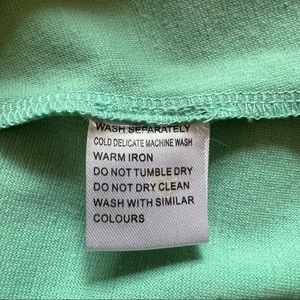 WASH SEPARATELY
COLD DELICATE MACHINE WASH
WARM IRON
DO NOT TUMBLE DRY
DO NOT DRY CLEAN
WASH WITH SIMILAR
COLOURS